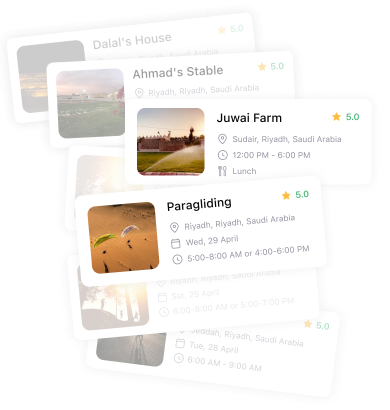 Dalal's House
5.0
Riyadh, Riyadh, Saudi Arabia
Ahmad's Stable
5.0
Riyadh, Riyadh, Saudi Arabia
Juwai Farm
5.0
Sudair, Riyadh, Saudi Arabia
12:00 PM - 6:00 PM
Lunch
Paragliding
5.0
Riyadh, Riyadh, Saudi Arabia
Wed, 29 April
5:00-8:00 AM or 4:00-6:00 PM
Riyadh, Riyadh, Saudi Arabia
Sat, 25 April
6:00-8:00 AM or 5:00-7:00 PM
5.0
Jeddah, Riyadh, Saudi Arabia
Tue, 28 April
6:00 AM - 9:00 AM